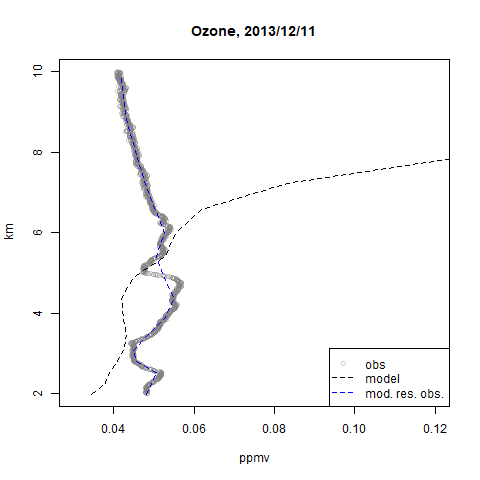 Ozone, 2013/12/11
10
8
6
4
2
km
0.04 0.06 0.08 0.10 0.12
ppmv
obs
model
mod. res. obs.